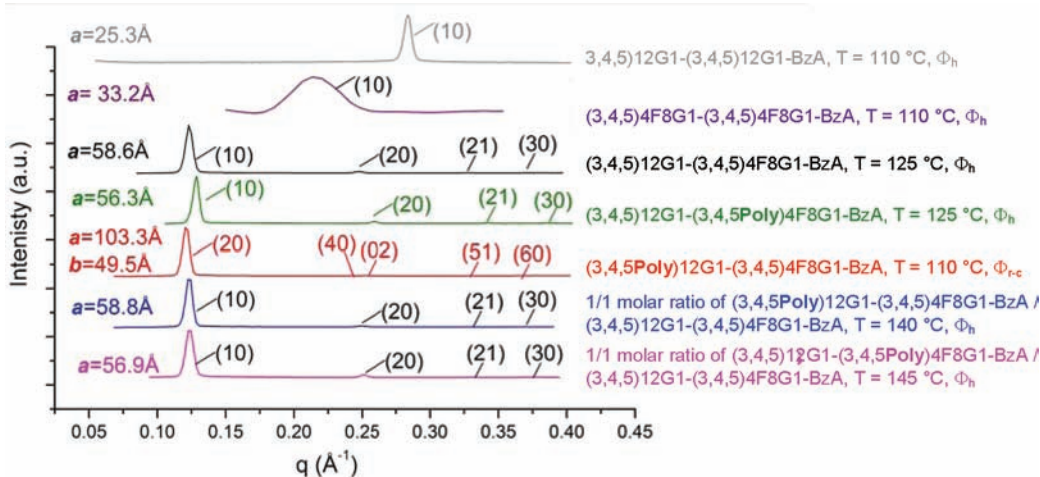 a=25.3Å
(10)
3,4,5)12G1-(3,4,5)12G1-BzA, T = 110 °C, Φh
a= 33.2Å
(10)
(3,4,5)4F8G1-(3,4,5)4F8G1-BzA, T = 110 °C, Φh
a=58.6Å
(10)
(20)
(21)
(30)
(3,4,5)12G1-(3,4,5)4F8G1-BzA, T = 125 °C, Φh
a=56.3Å
(10)
(20)
(21)
(30)
(3,4,5)12G1-(3,4,5Poly)4F8G1-BzA, T = 125 °C, Φh
a=103.3Å
b=49.5Å
(20)
(40)
(02)
(51)
(60)
(3,4,5Poly)12G1-(3,4,5)4F8G1-BzA, T = 110 °C, Φr-c
a=58.8Å
(10)
(20)
(21)
(30)
1/1 molar ratio of (3,4,5Poly)12G1-(3,4,5)4F8G1-BzA /
(3,4,5)12G1-(3,4,5)4F8G1-BzA, T = 140 °C, Φh
a=56.9Å
(10)
(20)
(21)
(30)
1/1 molar ratio of (3,4,5)12G1-(3,4,5Poly)4F8G1-BzA /
(3,4,5)12G1-(3,4,5)4F8G1-BzA, T = 145 °C, Φh
Intenisty (a.u.)
0.05 0.10 0.15 0.20 0.25 0.30 0.35 0.40 0.45
q (Å-1)